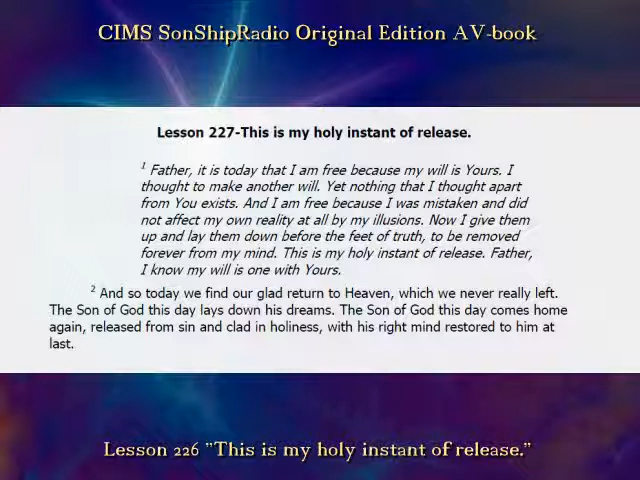 CIMS SonShipRadio Original Edition AV-book
Lesson 227-This is my holy instant of release.
1 Father, it is today that I am free because my will is Yours. I
thought to make another will. Yet nothing that I thought apart
from You exists. And I am free because I was mistaken and did
not affect my own reality at all by my illusions. Now I give them
up and lay them down before the feet of truth, to be removed
forever from my mind. This is my holy instant of release. Father,
I know my will is one with Yours.
2 And so today we find our glad return to Heaven, which we never really left.
The Son of God this day lays down his dreams. The Son of God this day comes home
again, released from sin and clad in holiness, with his right mind restored to him at
last.
Lesson 226 "This is my holy instant of release."